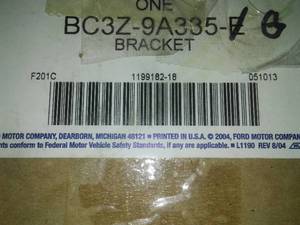 ONE
BC3Z-9A335-E/G
BRACKET
F201C 1199182-18 051013
MOTOR COMPANY, DEARBORN, MICHIGAN 48121 • PRINTED IN U.S.A. © 2004, FORD MOTOR COMPANY
nts conform to Federal Motor Vehicle Safety Standards, if any are applicable. • L1190 REV 8/04